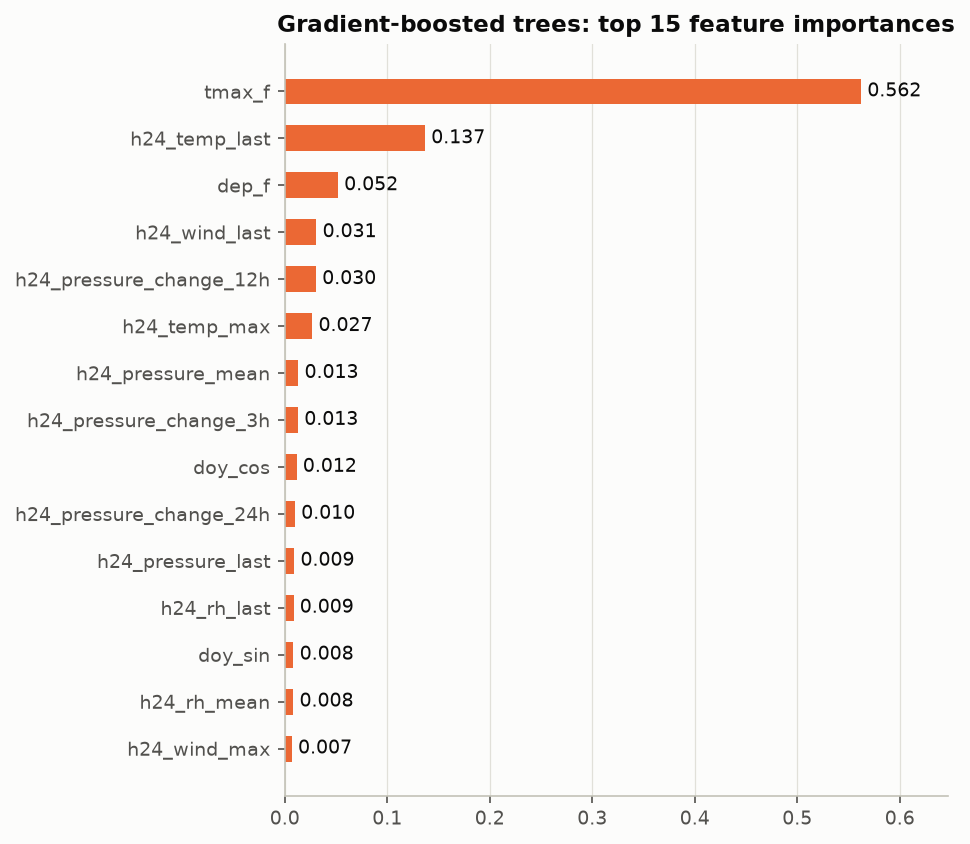 Gradient-boosted trees: top 15 feature importances
tmax_f 0.562
h24_temp_last 0.137
dep_f 0.052
h24_wind_last 0.031
h24_pressure_change_12h 0.030
h24_temp_max 0.027
h24_pressure_mean 0.013
h24_pressure_change_3h 0.013
doy_cos 0.012
h24_pressure_change_24h 0.010
h24_pressure_last 0.009
h24_rh_last 0.009
doy_sin 0.008
h24_rh_mean 0.008
h24_wind_max 0.007
0.0 0.1 0.2 0.3 0.4 0.5 0.6